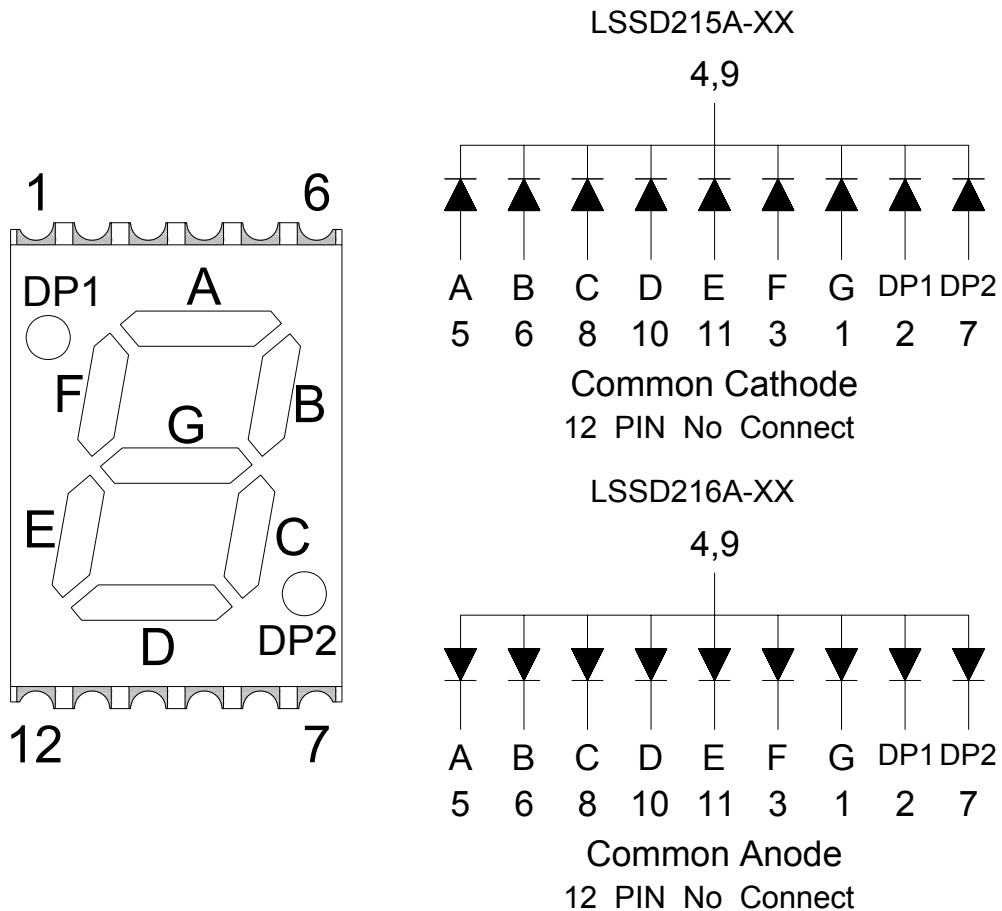 1 6
DP1
A
F
B
G
E
C
D
DP2
12 7
LSSD215A-XX
4,9
A B C D E F G DP1 DP2
5 6 8 10 11 3 1 2 7
Common Cathode
12 PIN No Connect
LSSD216A-XX
4,9
A B C D E F G DP1 DP2
5 6 8 10 11 3 1 2 7
Common Anode
12 PIN No Connect